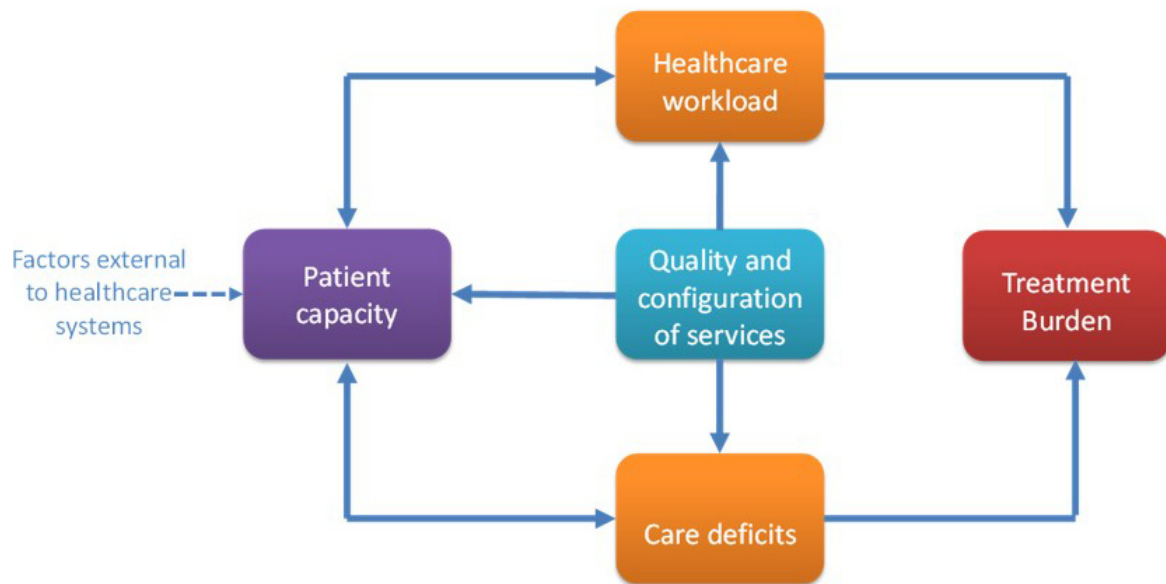 Healthcare
workload
Factors external
to healthcare
systems
Patient
capacity
Quality and
configuration
of services
Treatment
Burden
Care deficits